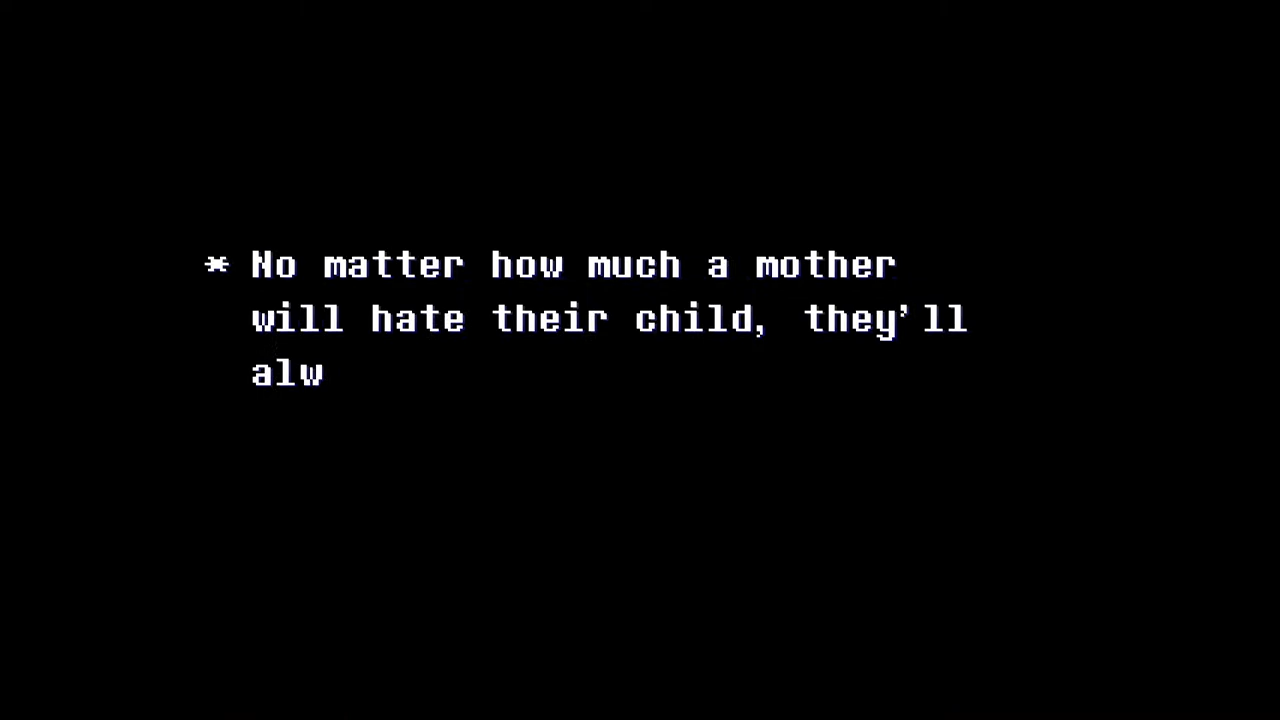 * No matter how much a mother
will hate their child, they'll
alw